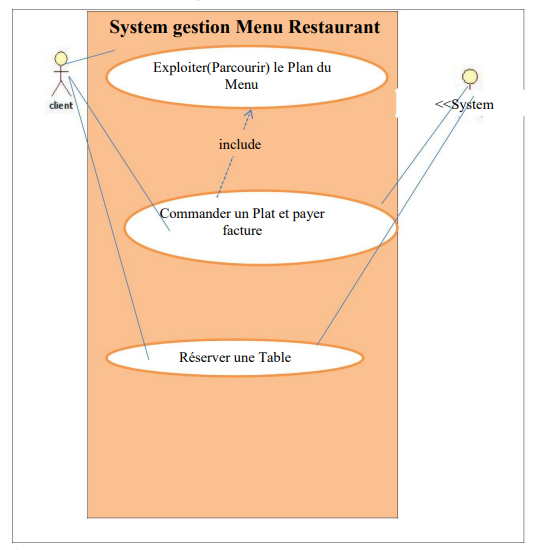 System gestion Menu Restaurant
Exploiter(Parcourir) le Plan du
Menu
client
<<System
include
Commander un Plat et payer
facture
Réserver une Table